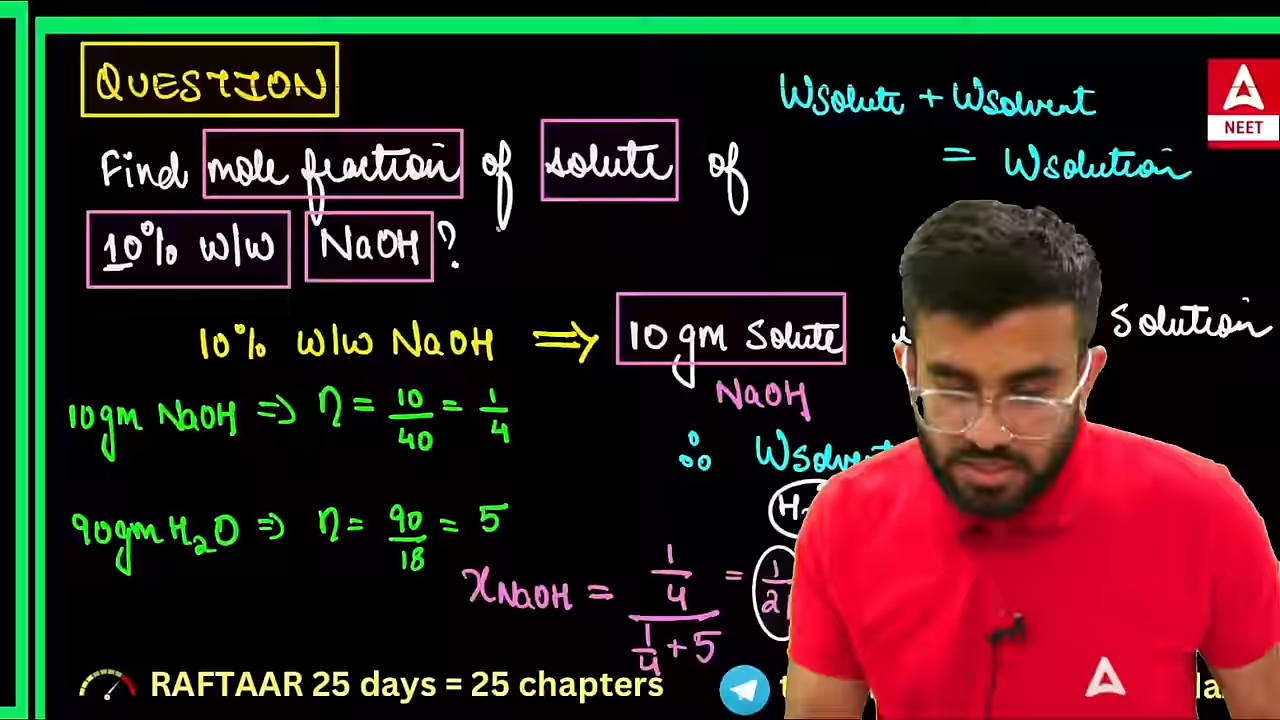 QUESTION
Wsolute + Wsolvent
= Wsolution
NEET
Find mole fraction of solute of
10% w/w NaOH?
10% w/w NaOH ⇒ 10 gm Solute Solution
NaOH
10gm NaOH ⇒ η = 10/40 = 1/4
∴ Wsolvent
90gm H₂O ⇒ η = 90/18 = 5
xNaOH = (1/4)/(1/4 + 5) = 1/21
RAFTAAR 25 days = 25 chapters